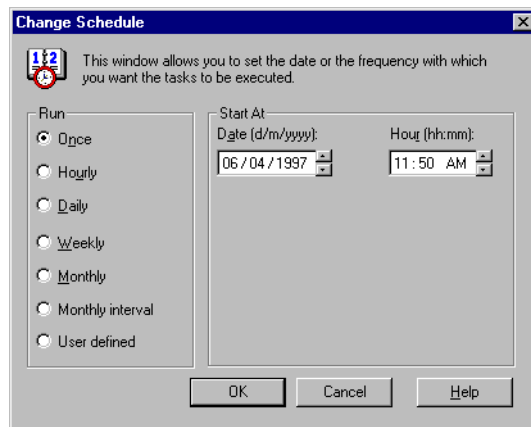 Change Schedule
This window allows you to set the date or the frequency with which
you want the tasks to be executed.
Run
Once
Hourly
Daily
Weekly
Monthly
Monthly interval
User defined
Start At
Date (d/m/yyyy):
Hour (hh:mm):
06/04/1997
11:50 AM
OK
Cancel
Help